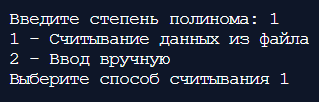 Введите степень полинома: 1
1 - Считывание данных из файла
2 - Ввод вручную
Выберите способ считывания 1